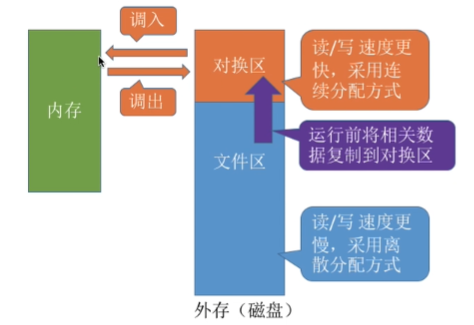 调入
内存
调出
对换区
读/写 速度更
快，采用连
续分配方式
运行前将相关数
据复制到对换区
文件区
读/写 速度更
慢，采用离
散分配方式
外存（磁盘）